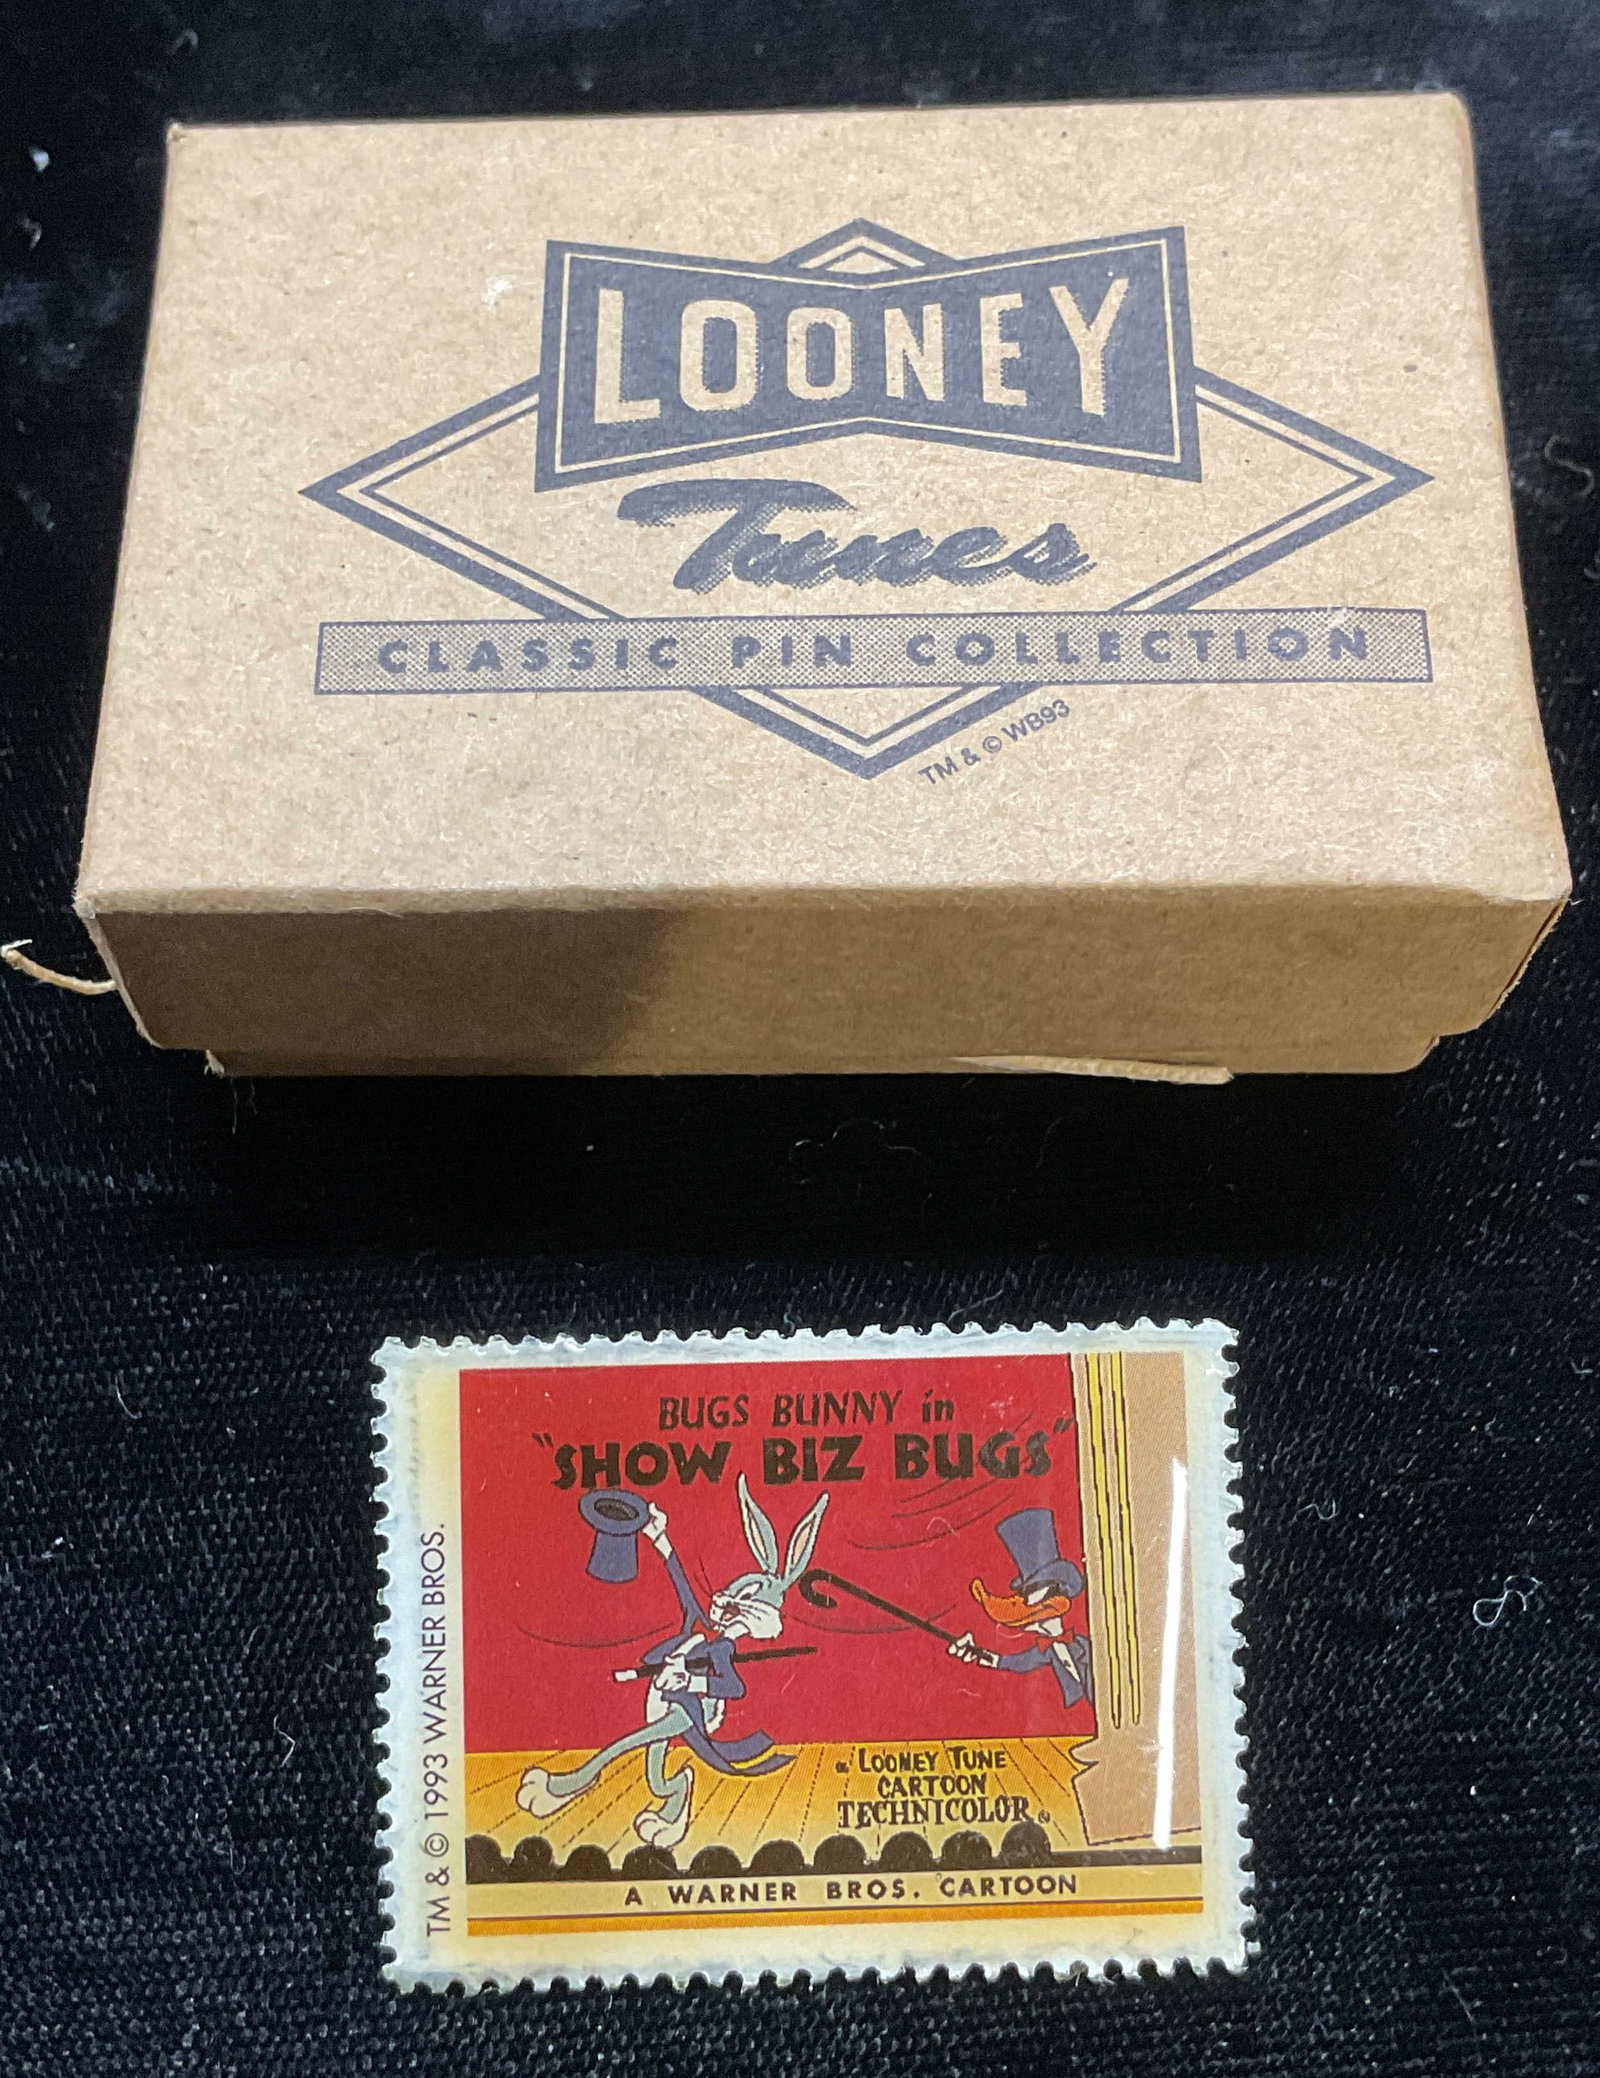 LOONEY
Tunes
CLASSIC PIN COLLECTION
TM & © WB93
BUGS BUNNY in
"SHOW BIZ BUGS"
LOONEY TUNE
CARTOON
TECHNICOLOR
A WARNER BROS. CARTOON
TM & © 1993 WARNER BROS.